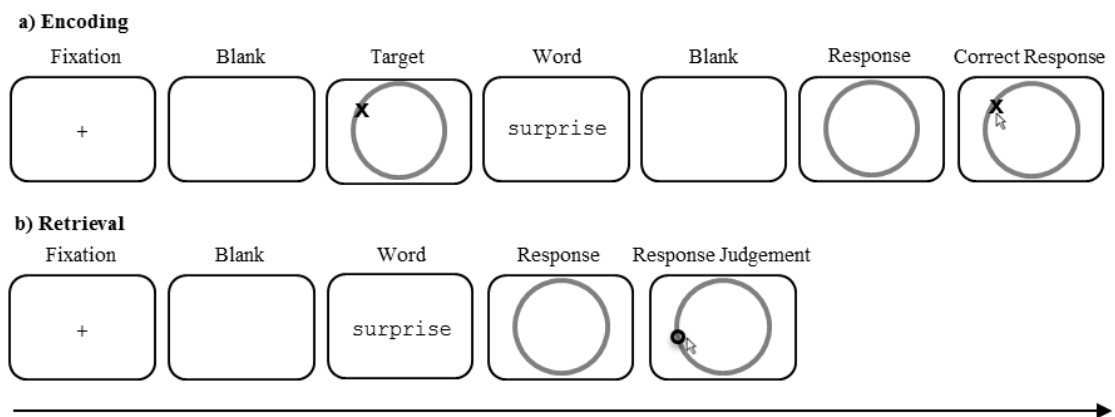 a) Encoding
Fixation Blank Target Word Blank Response Correct Response
+ X surprise X
b) Retrieval
Fixation Blank Word Response Response Judgement
+ surprise